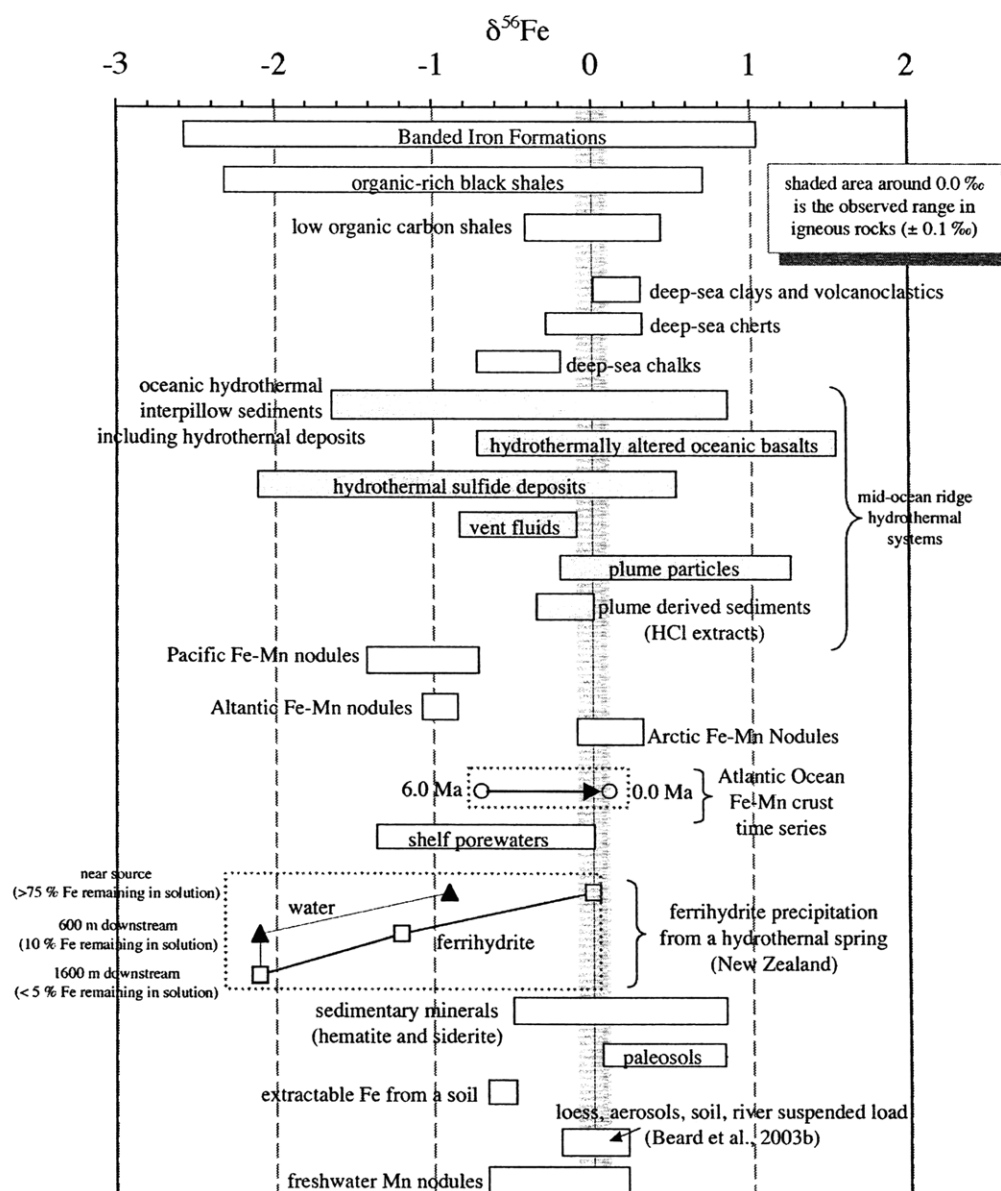 δ56Fe
-3 -2 -1 0 1 2
Banded Iron Formations
organic-rich black shales
shaded area around 0.0 ‰
is the observed range in
igneous rocks (± 0.1 ‰)
low organic carbon shales
deep-sea clays and volcanoclastics
deep-sea cherts
deep-sea chalks
oceanic hydrothermal
interpillow sediments
including hydrothernal deposits
hydrothermally altered oceanic basalts
hydrothermal sulfide deposits
mid-ocean ridge
hydrothermal
systems
vent fluids
plume particles
plume derived sediments
(HCl extracts)
Pacific Fe-Mn nodules
Altantic Fe-Mn nodules
Arctic Fe-Mn Nodules
6.0 Ma
0.0 Ma
Atlantic Ocean
Fe-Mn crust
time series
shelf porewaters
near source
(>75 % Fe remaining in solution)
water
600 m downstream
(10 % Fe remaining in solution)
ferrihydrite
1600 m downstream
(< 5 % Fe remaining in solution)
ferrihydrite precipitation
from a hydrothernal spring
(New Zealand)
sedimentary minerals
(hematite and siderite)
paleosols
extractable Fe from a soil
loess, aerosols, soil, river suspended load
(Beard et al., 2003b)
freshwater Mn nodules